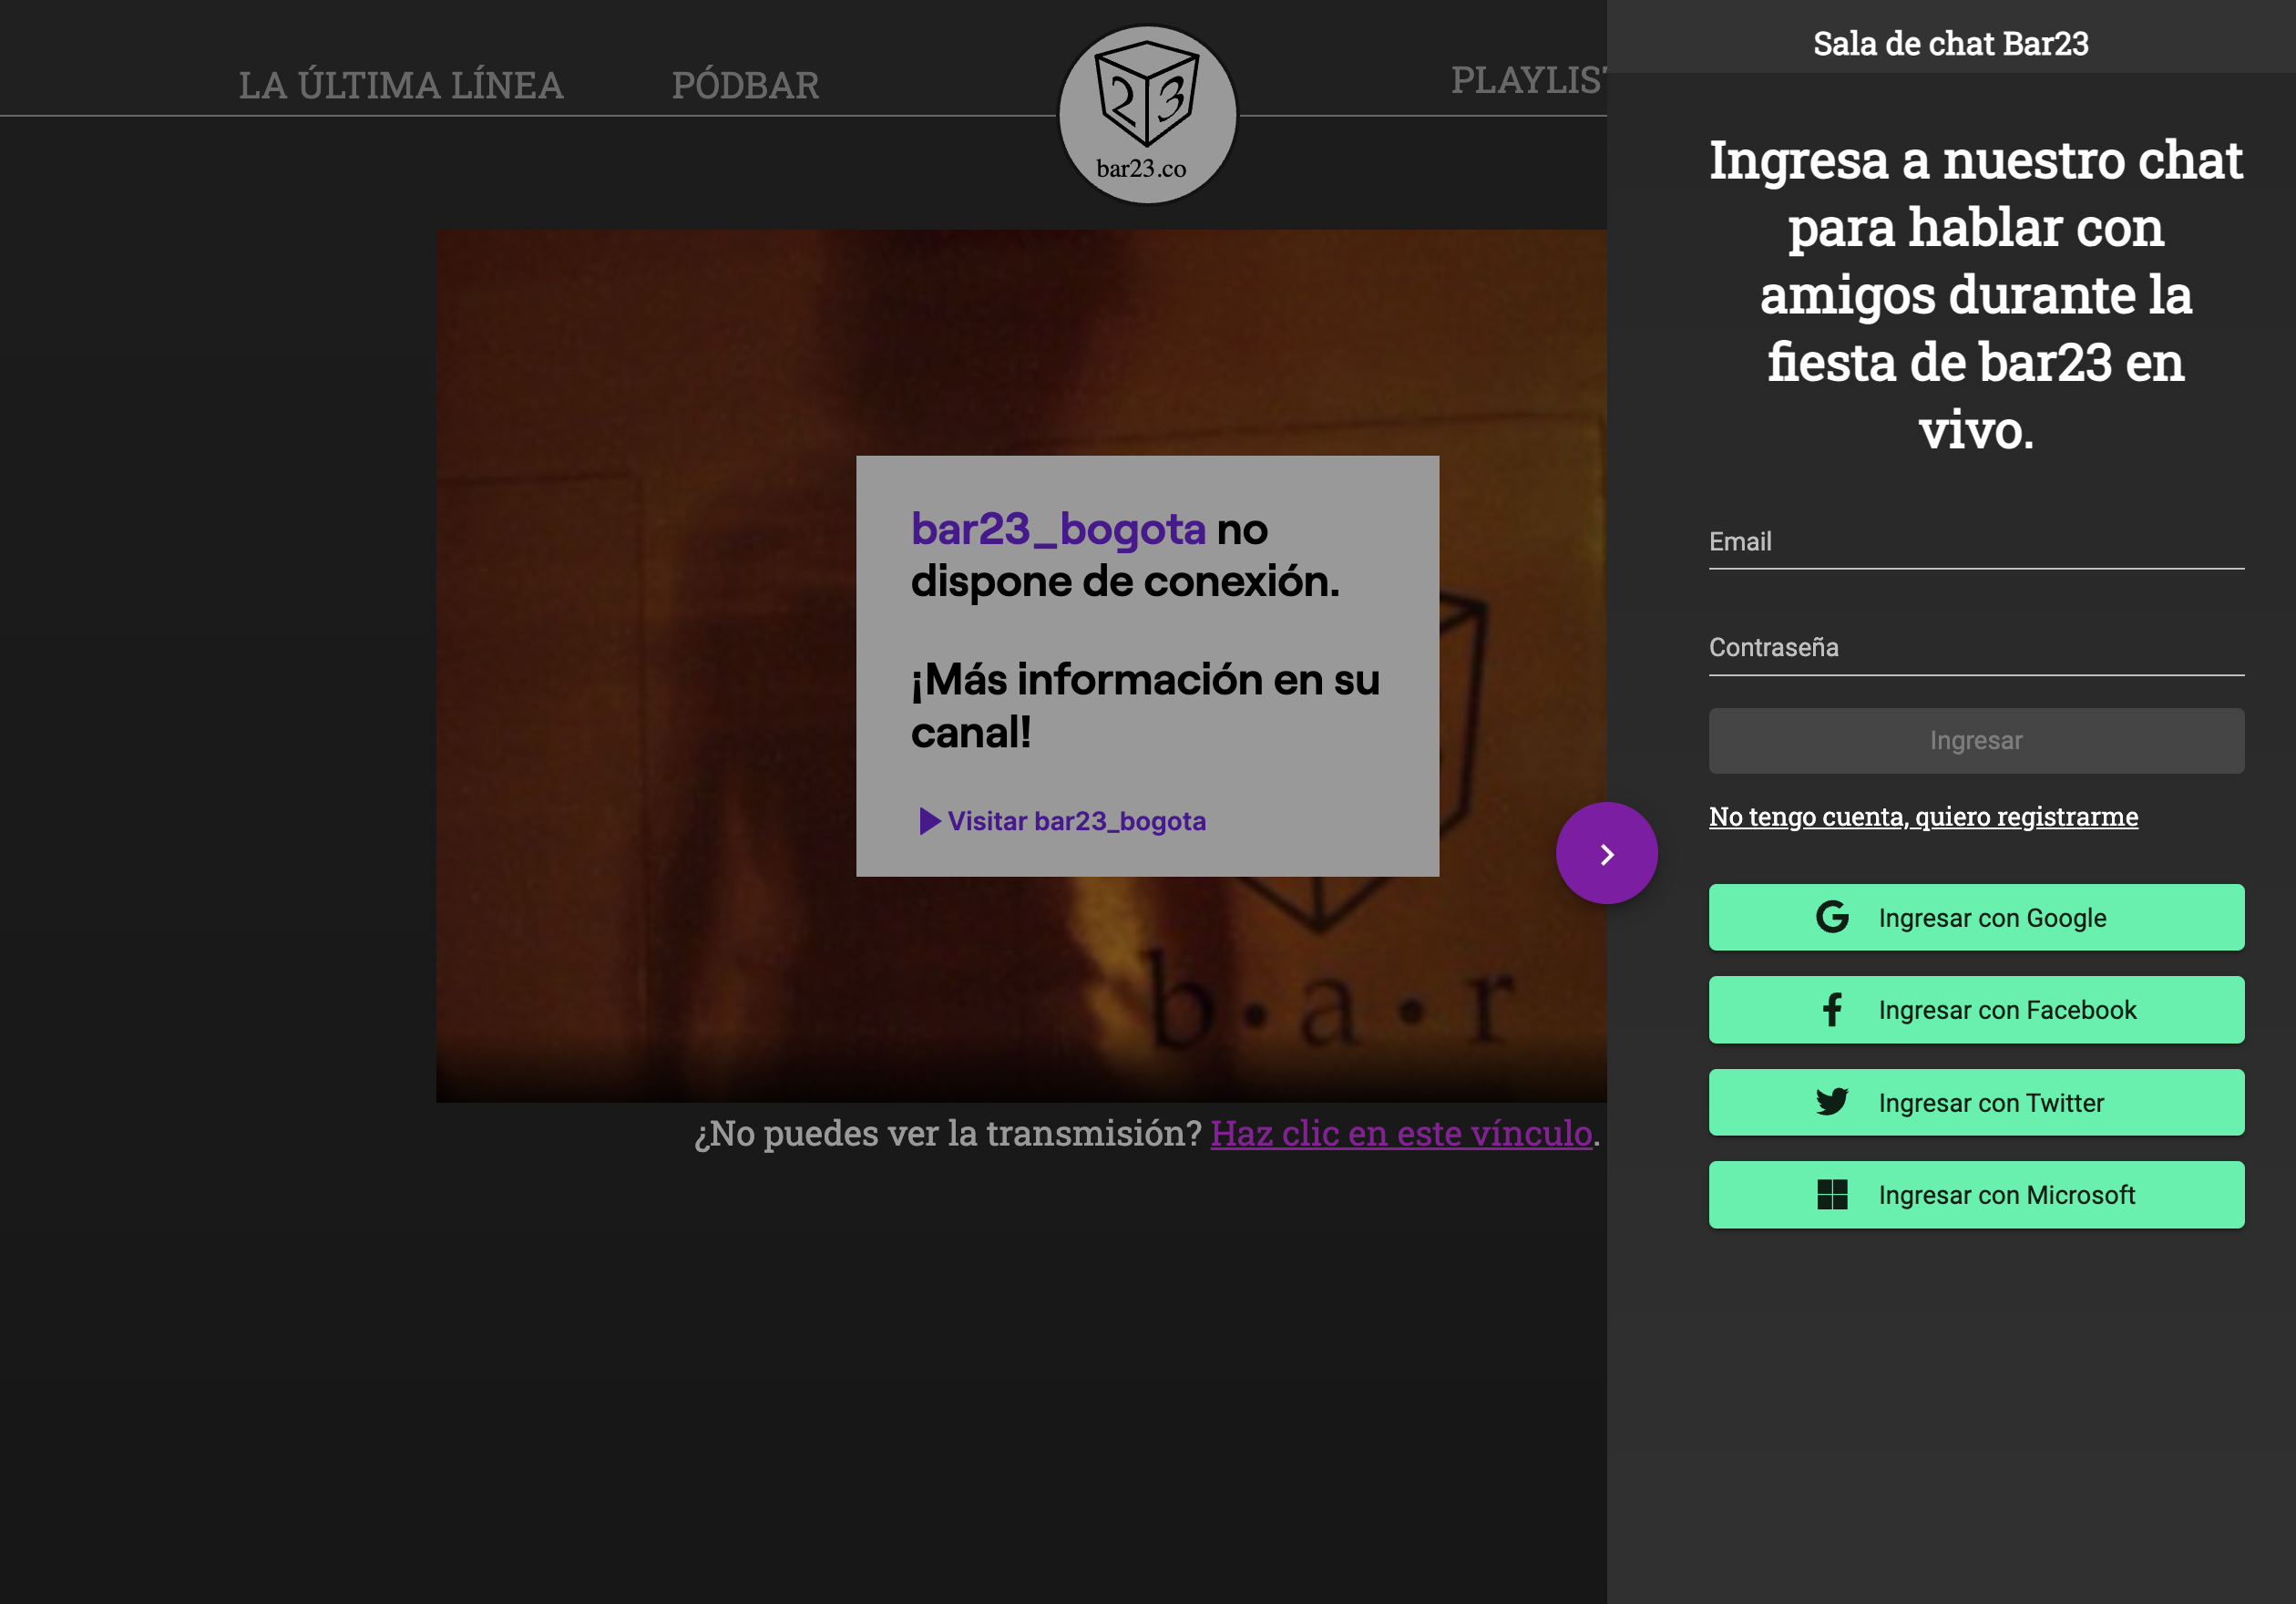 LA ÚLTIMA LÍNEA
PÓDBAR
23
bar23.co
PLAYLIST
bar23_bogota no
dispone de conexión.
¡Más información en su
canal!
Visitar bar23_bogota
b·a·r
¿No puedes ver la transmisión? Haz clic en este vínculo.
Sala de chat Bar23
Ingresa a nuestro chat
para hablar con
amigos durante la
fiesta de bar23 en
vivo.
Email
Contraseña
Ingresar
No tengo cuenta, quiero registrarme
Ingresar con Google
Ingresar con Facebook
Ingresar con Twitter
Ingresar con Microsoft